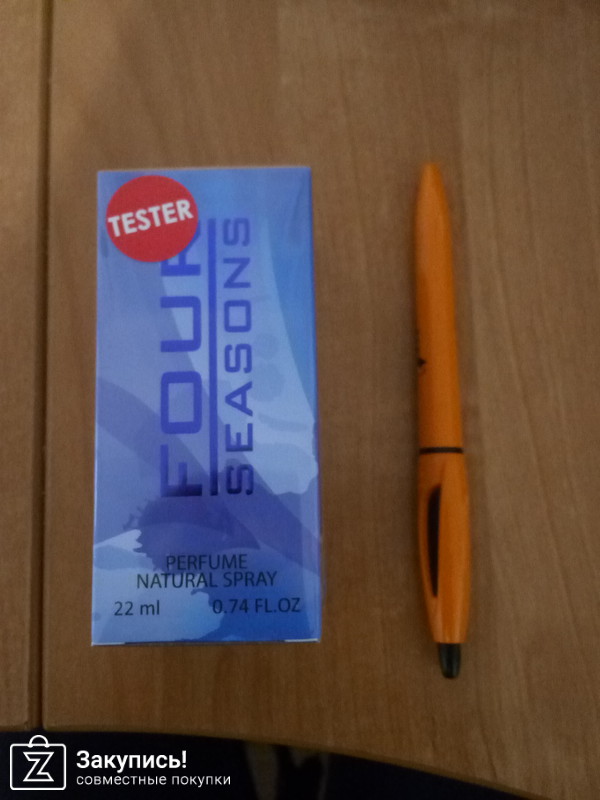 TESTER
FOUR
SEASONS
PERFUME
NATURAL SPRAY
22 ml 0.74 FL.OZ
Закупись!
совместные покупки